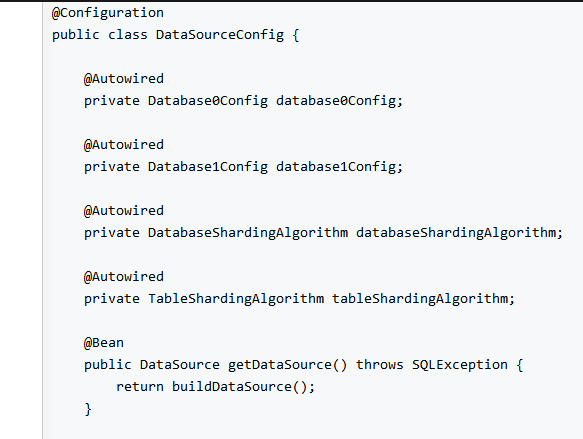 @Configuration
public class DataSourceConfig {
@Autowired
private Database0Config database0Config;
@Autowired
private Database1Config database1Config;
@Autowired
private DatabaseShardingAlgorithm databaseShardingAlgorithm;
@Autowired
private TableShardingAlgorithm tableShardingAlgorithm;
@Bean
public DataSource getDataSource() throws SQLException {
return buildDataSource();
}